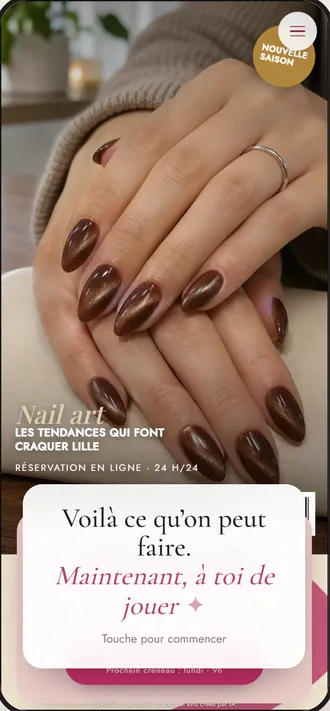 NOUVELLE
SAISON
Nail art
LES TENDANCES QUI FONT
CRAQUER LILLE
RÉSERVATION EN LIGNE · 24 H/24
Voilà ce qu'on peut
faire.
Maintenant, à toi de
jouer ✦
Touche pour commencer
Prochain créneau : lundi · 9h